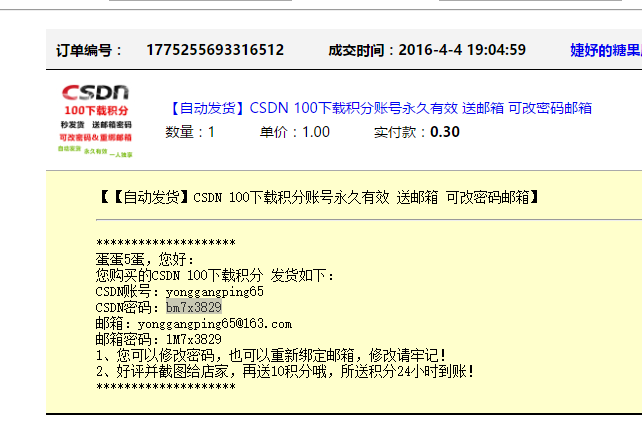 订单编号： 1775255693316512 成交时间：2016-4-4 19:04:59 婕妤的糖果
CSDN
100下载积分
秒发货 送邮箱密码
可改密码&重绑邮箱
自动发货 永久有效 一人独享
【自动发货】CSDN 100下载积分账号永久有效 送邮箱 可改密码邮箱
数量：1 单价：1.00 实付款：0.30
【【自动发货】CSDN 100下载积分账号永久有效 送邮箱 可改密码邮箱】
********************
蛋蛋5蛋，您好：
您购买的CSDN 100下载积分 发货如下：
CSDN账号：yonggangping65
CSDN密码：bm7x3829
邮箱：yonggangping65@163.com
邮箱密码：lM7x3829
1、您可以修改密码，也可以重新绑定邮箱，修改请牢记！
2、好评并截图给店家，再送10积分哦，所送积分24小时到账！
********************